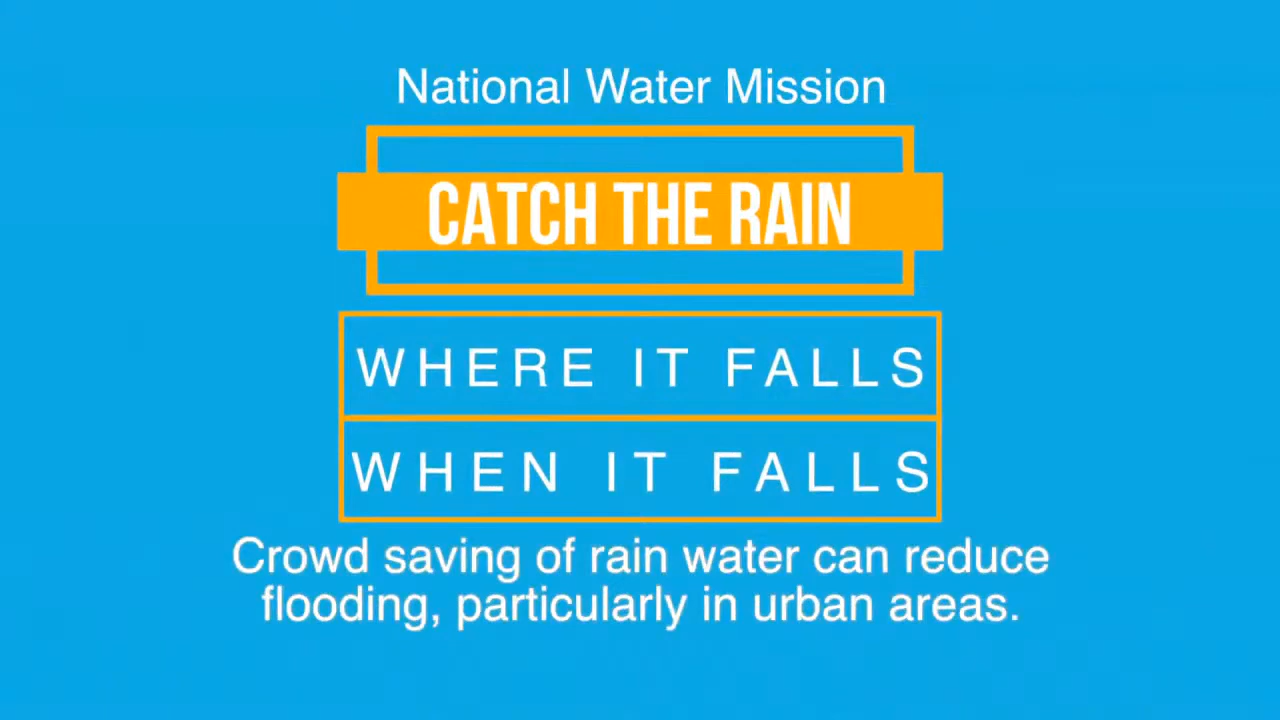 National Water Mission
CATCH THE RAIN
WHERE IT FALLS
WHEN IT FALLS
Crowd saving of rain water can reduce
flooding, particularly in urban areas.